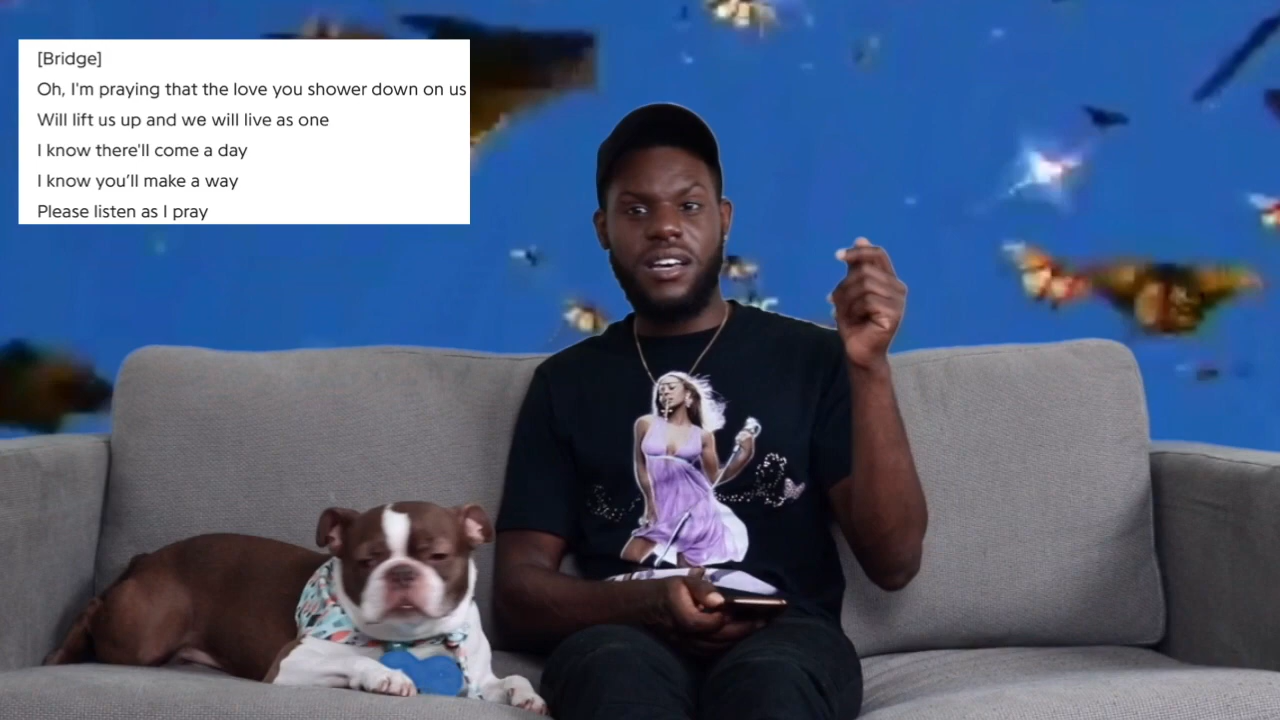 [Bridge]
Oh, I'm praying that the love you shower down on us
Will lift us up and we will live as one
I know there'll come a day
I know you’ll make a way
Please listen as I pray